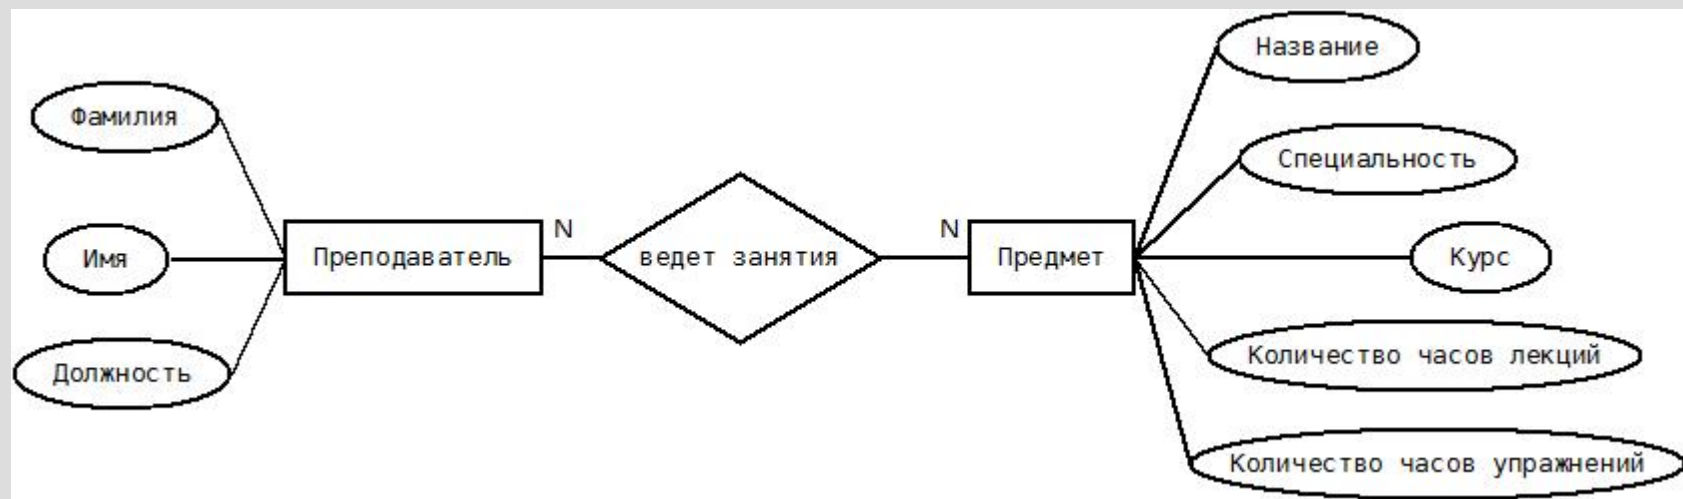 Название
Фамилия
Специальность
Имя
Преподаватель
N
ведет занятия
N
Предмет
Курс
Должность
Количество часов лекций
Количество часов упражнений